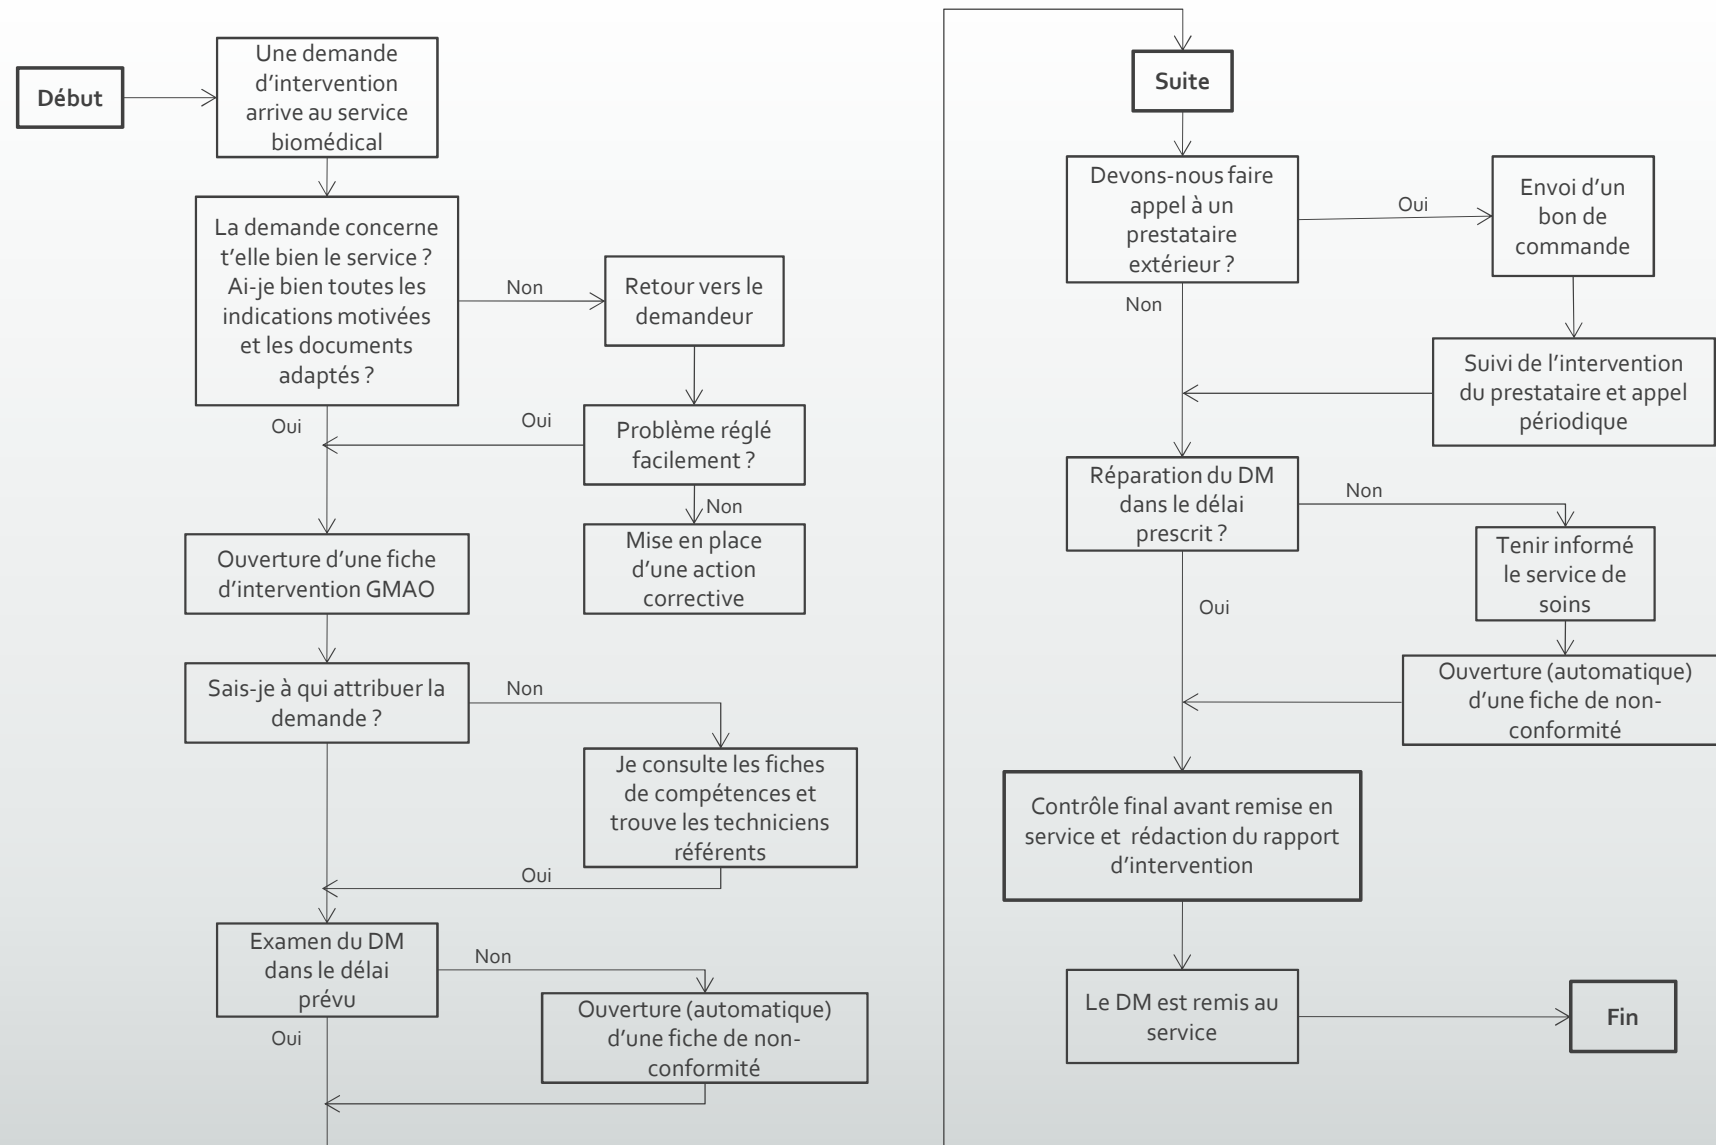 Début
Une demande
d'intervention
arrive au service
biomédical
La demande concerne
t'elle bien le service ?
Ai-je bien toutes les
indications motivées
et les documents
adaptés ?
Non
Retour vers le
demandeur
Oui
Oui
Problème réglé
facilement ?
Non
Mise en place
d'une action
corrective
Ouverture d'une fiche
d'intervention GMAO
Sais-je à qui attribuer la
demande ?
Non
Je consulte les fiches
de compétences et
trouve les techniciens
référents
Oui
Examen du DM
dans le délai
prévu
Non
Oui
Ouverture (automatique)
d'une fiche de non-
conformité
Suite
Devons-nous faire
appel à un
prestataire
extérieur ?
Oui
Envoi d'un
bon de
commande
Non
Suivi de l'intervention
du prestataire et appel
périodique
Réparation du DM
dans le délai
prescrit ?
Non
Tenir informé
le service de
soins
Oui
Ouverture (automatique)
d'une fiche de non-
conformité
Contrôle final avant remise en
service et  rédaction du rapport
d'intervention
Le DM est remis au
service
Fin